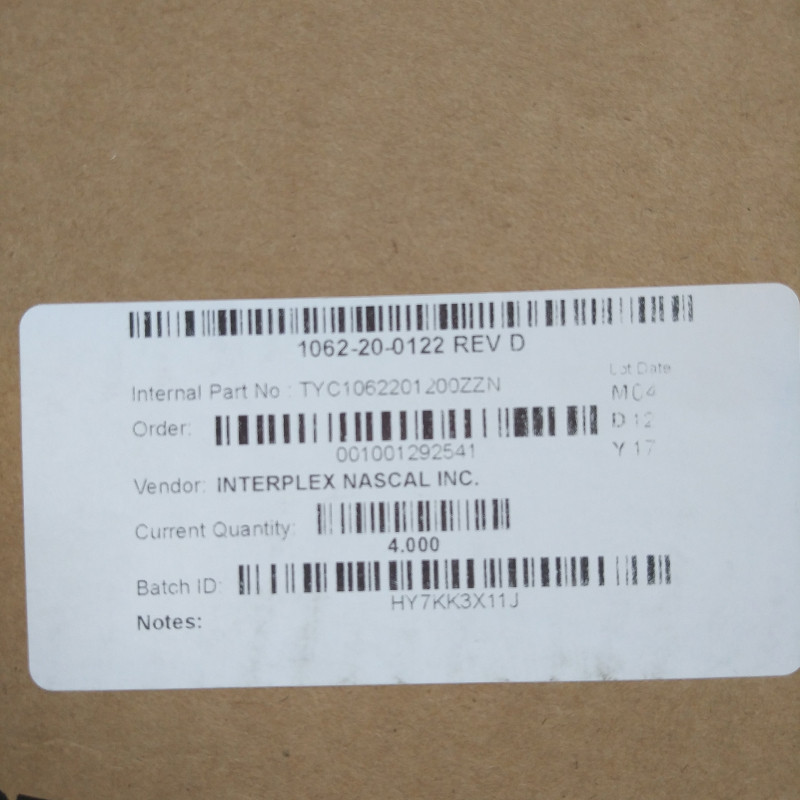 1062-20-0122 REV D
Lot Date
Internal Part No : TYC1062201200ZZN
M 04
Order:
D 12
001001292541
Y 17
Vendor: INTERPLEX NASCAL INC.
Current Quantity:
4.000
Batch ID:
HY7KK3X11J
Notes: